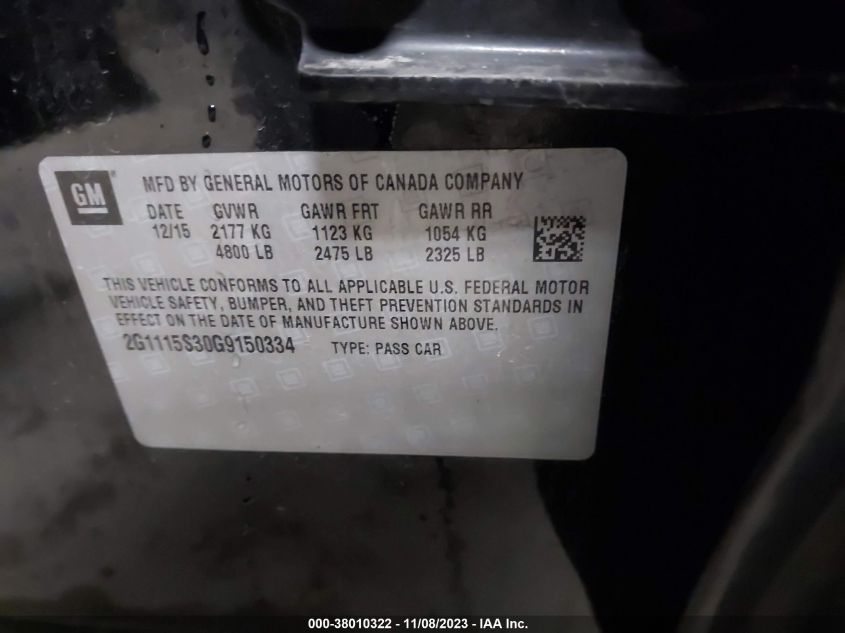 GM
MFD BY GENERAL MOTORS OF CANADA COMPANY
DATE GVWR GAWR FRT GAWR RR
12/15 2177 KG 1123 KG 1054 KG
4800 LB 2475 LB 2325 LB
THIS VEHICLE CONFORMS TO ALL APPLICABLE U.S. FEDERAL MOTOR
VEHICLE SAFETY, BUMPER, AND THEFT PREVENTION STANDARDS IN
EFFECT ON THE DATE OF MANUFACTURE SHOWN ABOVE.
2G1115S30G9150334 TYPE: PASS CAR
000-38010322 - 11/08/2023 - IAA Inc.